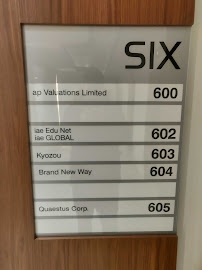 SIX
ap Valuations Limited 600
iae Edu Net 602
iae GLOBAL
Kyozou 603
Brand New Way 604
Quaestus Corp. 605